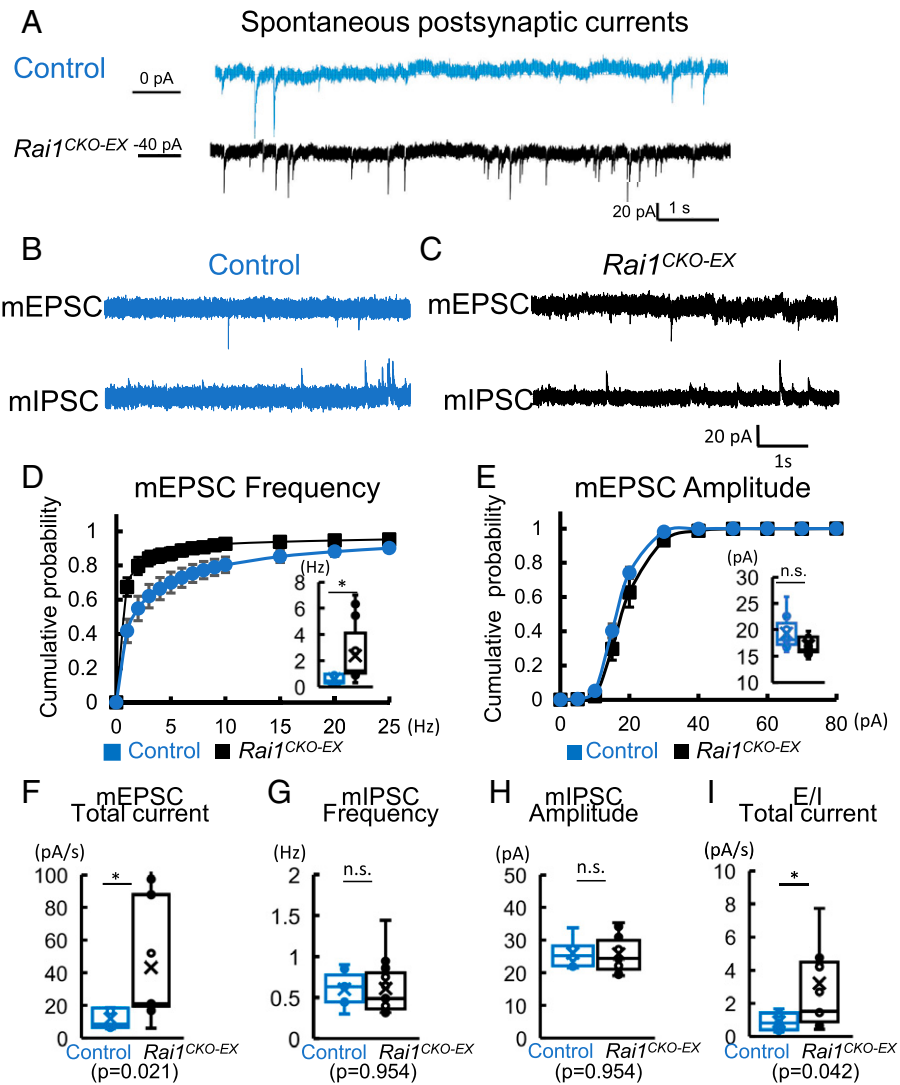 A
Spontaneous postsynaptic currents
Control
0 pA
Rai1CKO-EX
-40 pA
20 pA
1 s
B
Control
mEPSC
mIPSC
C
Rai1CKO-EX
mEPSC
mIPSC
20 pA
1s
D
mEPSC Frequency
Cumulative probability
1
0.8
0.6
0.4
0.2
0
0
5
10
15
20
25
(Hz)
(Hz)
8
6
4
2
0
*
Control
Rai1CKO-EX
E
mEPSC Amplitude
Cumulative probability
1
0.8
0.6
0.4
0.2
0
0
20
40
60
80
(pA)
(pA)
30
25
20
15
10
n.s.
Control
Rai1CKO-EX
F
mEPSC
Total current
(pA/s)
100
80
60
40
20
0
*
Control
Rai1CKO-EX
(p=0.021)
G
mIPSC
Frequency
(Hz)
2
1.5
1
0.5
0
n.s.
Control
Rai1CKO-EX
(p=0.954)
H
mIPSC
Amplitude
(pA)
50
40
30
20
10
0
n.s.
Control
Rai1CKO-EX
(p=0.954)
I
E/I
Total current
(pA/s)
10
8
6
4
2
0
*
Control
Rai1CKO-EX
(p=0.042)